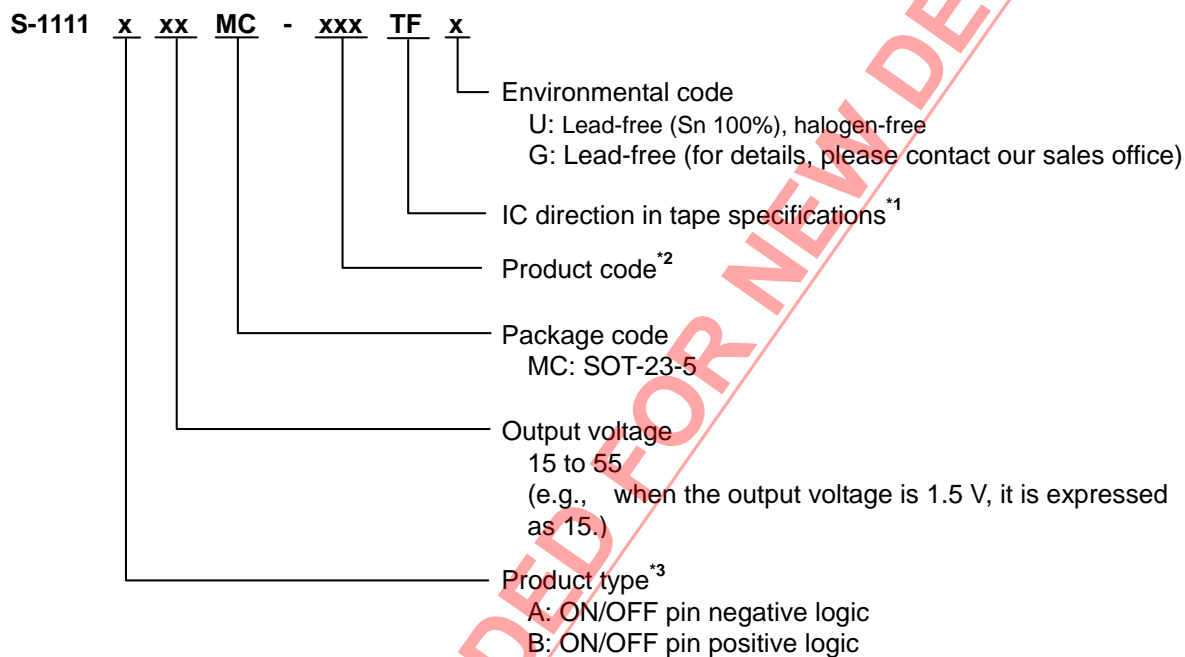 S-1111 x xx MC - xxx TF x
Environmental code
U: Lead-free (Sn 100%), halogen-free
G: Lead-free (for details, please contact our sales office)
IC direction in tape specifications*1
Product code*2
Package code
MC: SOT-23-5
Output voltage
15 to 55
(e.g., when the output voltage is 1.5 V, it is expressed
as 15.)
Product type*3
A: ON/OFF pin negative logic
B: ON/OFF pin positive logic
FOR NEW